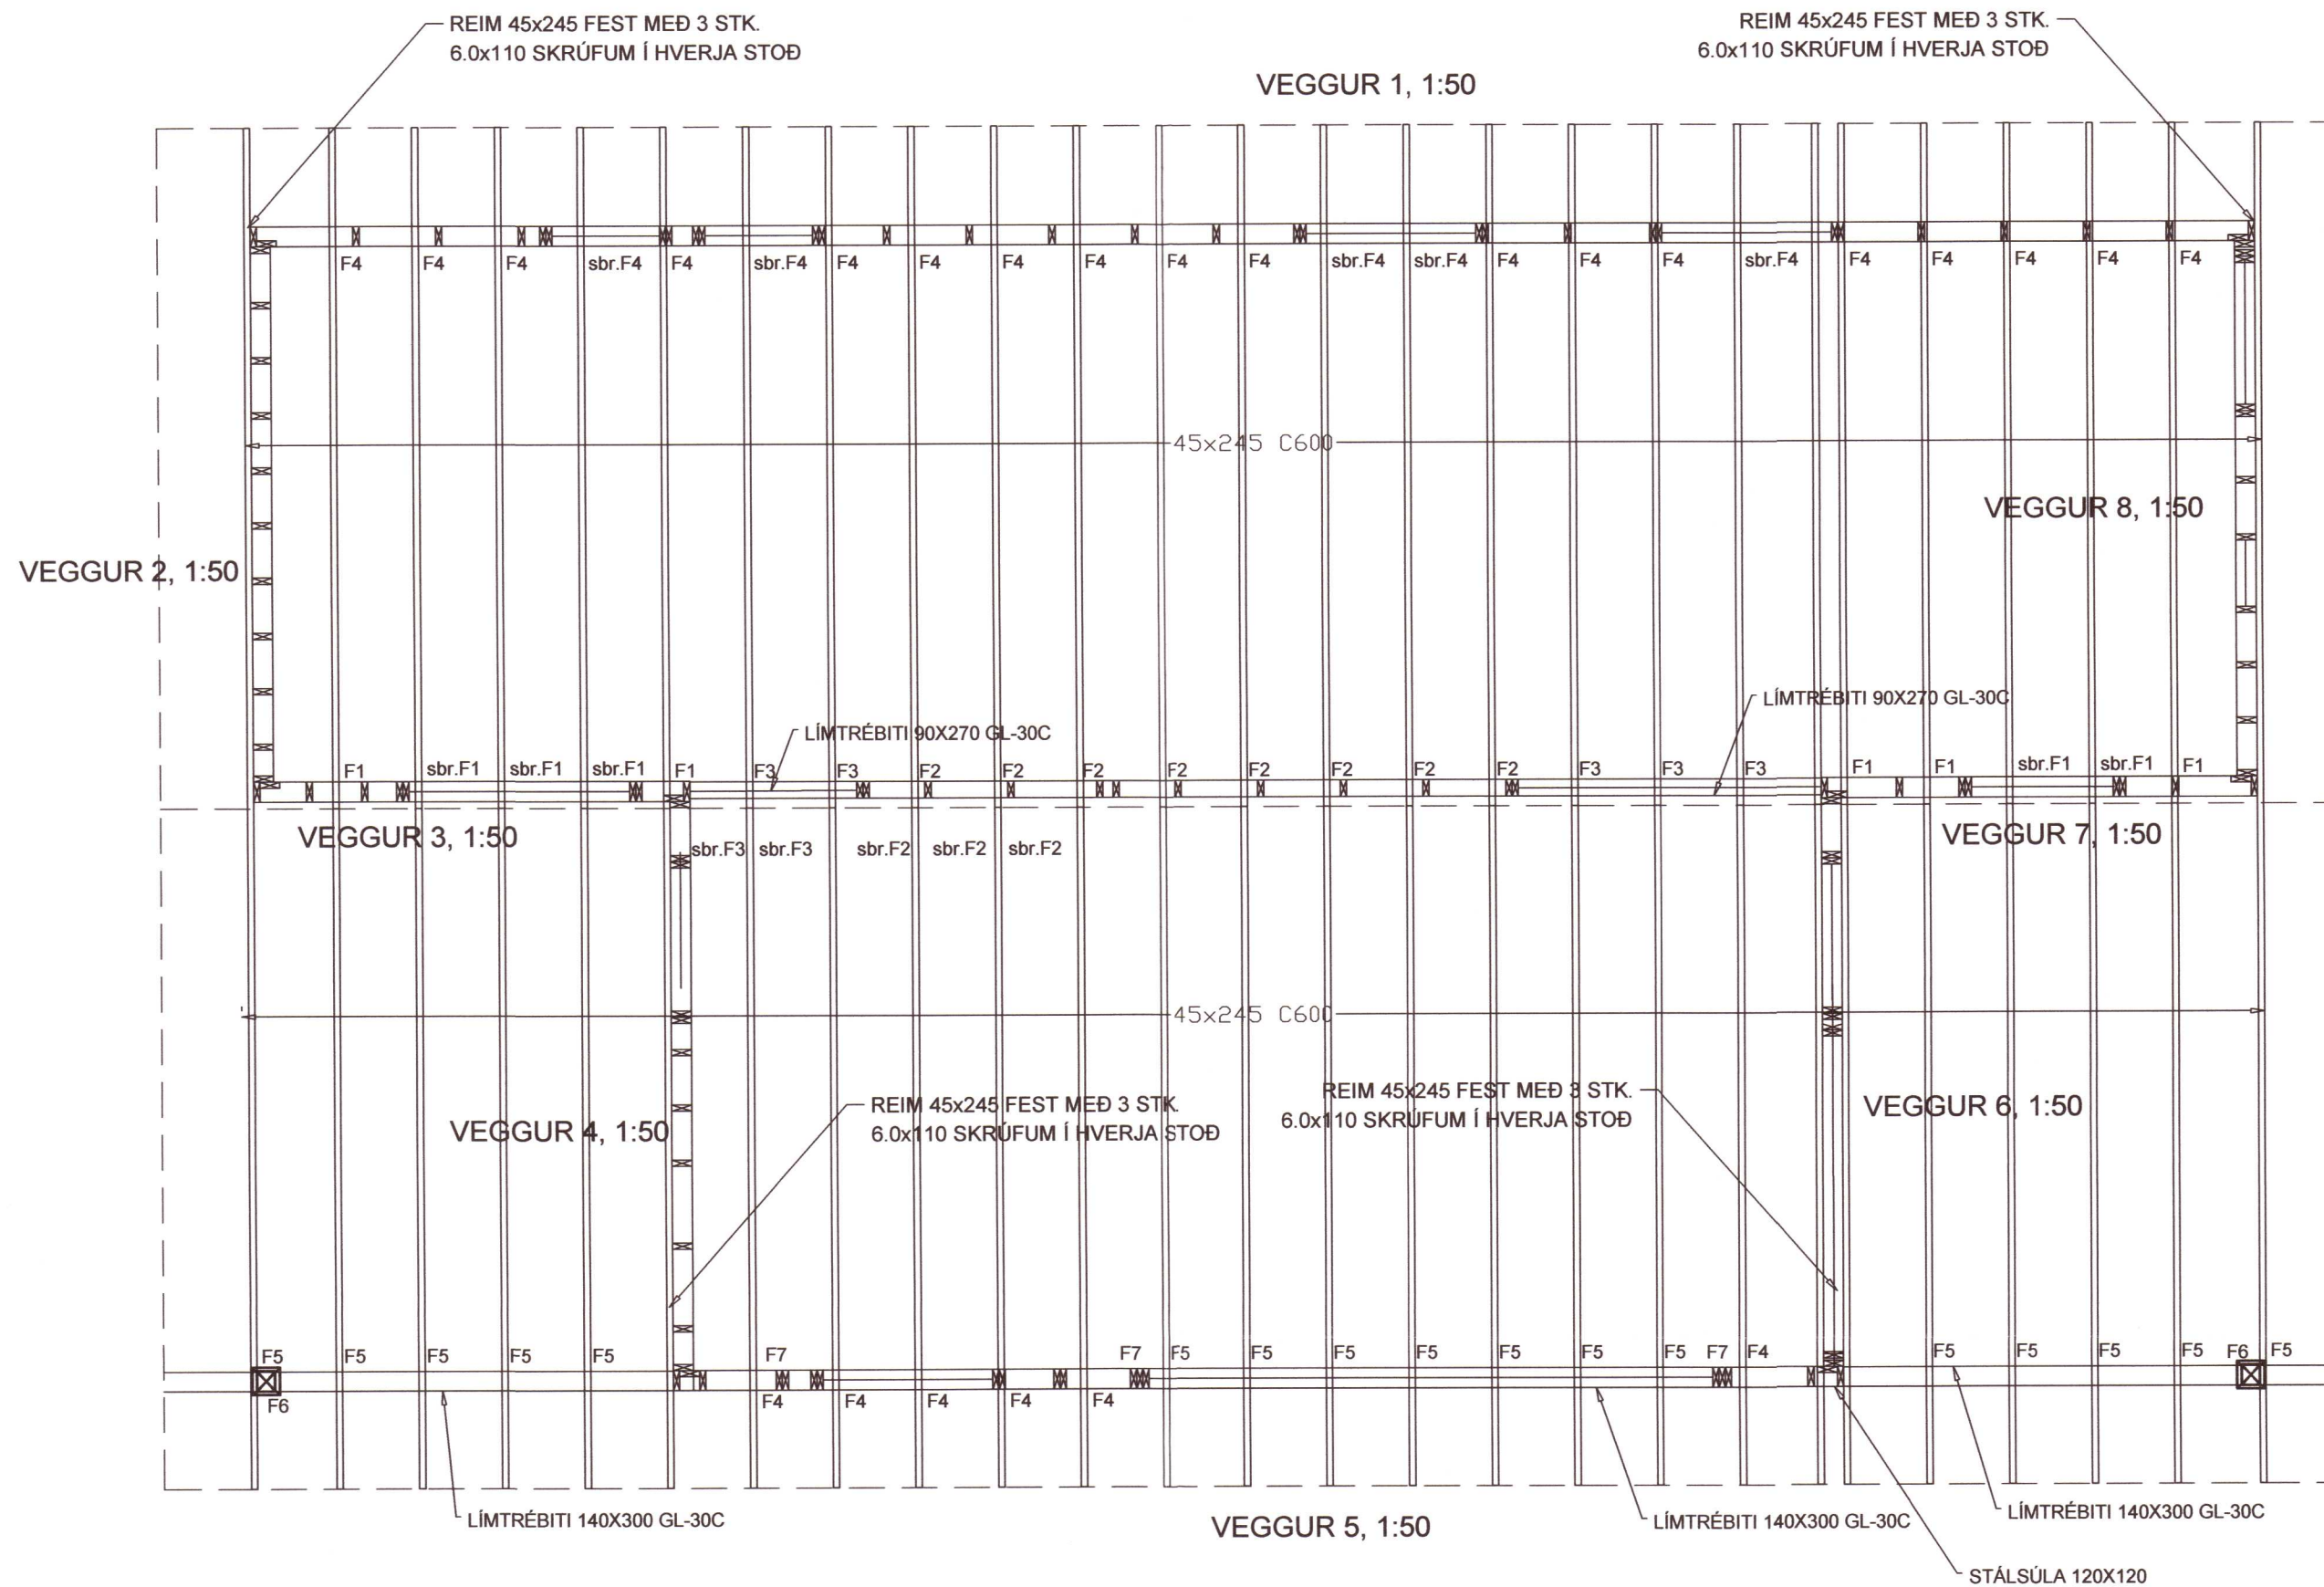 REIM 45x245 FEST MEÐ 3 STK.
6.0x110 SKRÚFUM Í HVERJA STOÐ
REIM 45x245 FEST MEÐ 3 STK.
6.0x110 SKRÚFUM Í HVERJA STOÐ
VEGGUR 1, 1:50
F4 F4 F4 sbr.F4 F4 sbr.F4 F4 F4 F4 F4 F4 F4 sbr.F4 sbr.F4 F4 F4 F4 sbr.F4 F4 F4 F4 F4 F4
45x245 C600
VEGGUR 8, 1:50
VEGGUR 2, 1:50
LÍMTRÉBITI 90X270 GL-30C
LÍMTRÉBITI 90X270 GL-30C
F1 sbr.F1 sbr.F1 sbr.F1 F1 F3 F3 F2 F2 F2 F2 F2 F2 F2 F2 F3 F3 F3 F1 F1 sbr.F1 sbr.F1 F1
VEGGUR 3, 1:50
VEGGUR 7, 1:50
sbr.F3 sbr.F3 sbr.F2 sbr.F2 sbr.F2
45x245 C600
REIM 45x245 FEST MEÐ 3 STK.
6.0x110 SKRÚFUM Í HVERJA STOÐ
REIM 45x245 FEST MEÐ 3 STK.
6.0x110 SKRÚFUM Í HVERJA STOÐ
VEGGUR 4, 1:50
VEGGUR 6, 1:50
F5 F5 F5 F5 F5 F7 F7 F5 F5 F5 F5 F5 F5 F5 F7 F4 F5 F5 F5 F5 F6 F5
F6 F4 F4 F4 F4 F4
LÍMTRÉBITI 140X300 GL-30C
VEGGUR 5, 1:50
LÍMTRÉBITI 140X300 GL-30C
LÍMTRÉBITI 140X300 GL-30C
STÁLSÚLA 120X120